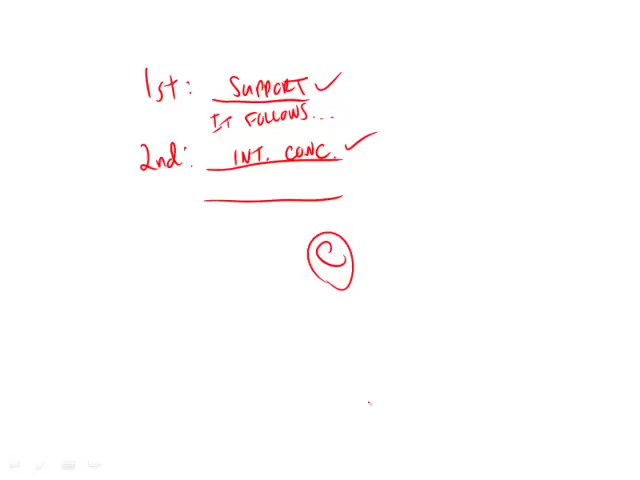 1st: SUPPORT ✓
IT FOLLOWS...
2nd: INT. CONC. ✓
C